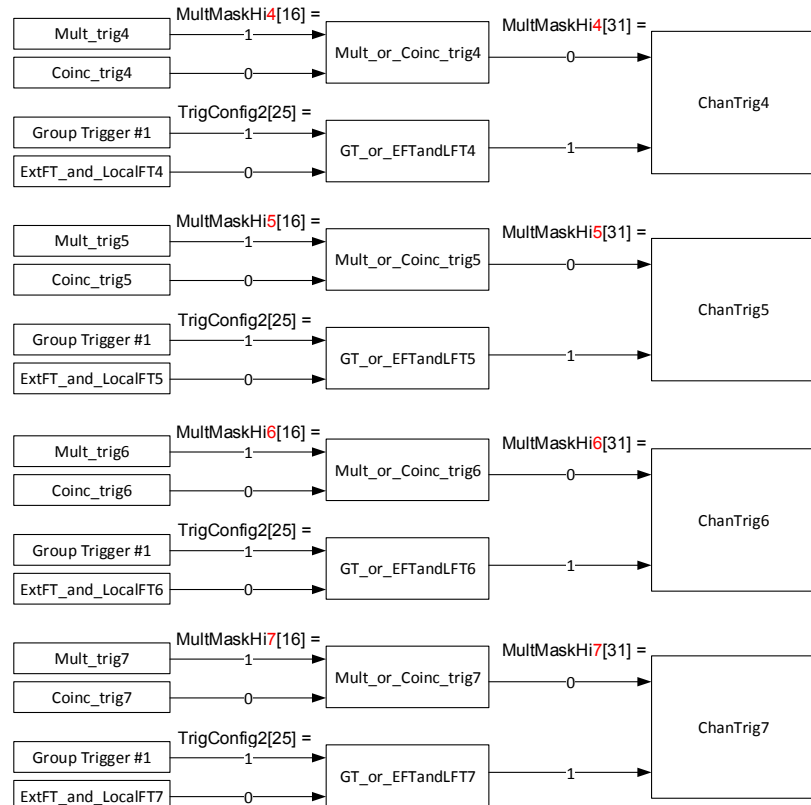 MultMaskHi4[16] =
Mult_trig4
1
Coinc_trig4
0
Mult_or_Coinc_trig4
MultMaskHi4[31] =
0
TrigConfig2[25] =
Group Trigger #1
1
ExtFT_and_LocalFT4
0
GT_or_EFTandLFT4
1
ChanTrig4
MultMaskHi5[16] =
Mult_trig5
1
Coinc_trig5
0
Mult_or_Coinc_trig5
MultMaskHi5[31] =
0
TrigConfig2[25] =
Group Trigger #1
1
ExtFT_and_LocalFT5
0
GT_or_EFTandLFT5
1
ChanTrig5
MultMaskHi6[16] =
Mult_trig6
1
Coinc_trig6
0
Mult_or_Coinc_trig6
MultMaskHi6[31] =
0
TrigConfig2[25] =
Group Trigger #1
1
ExtFT_and_LocalFT6
0
GT_or_EFTandLFT6
1
ChanTrig6
MultMaskHi7[16] =
Mult_trig7
1
Coinc_trig7
0
Mult_or_Coinc_trig7
MultMaskHi7[31] =
0
TrigConfig2[25] =
Group Trigger #1
1
ExtFT_and_LocalFT7
0
GT_or_EFTandLFT7
1
ChanTrig7